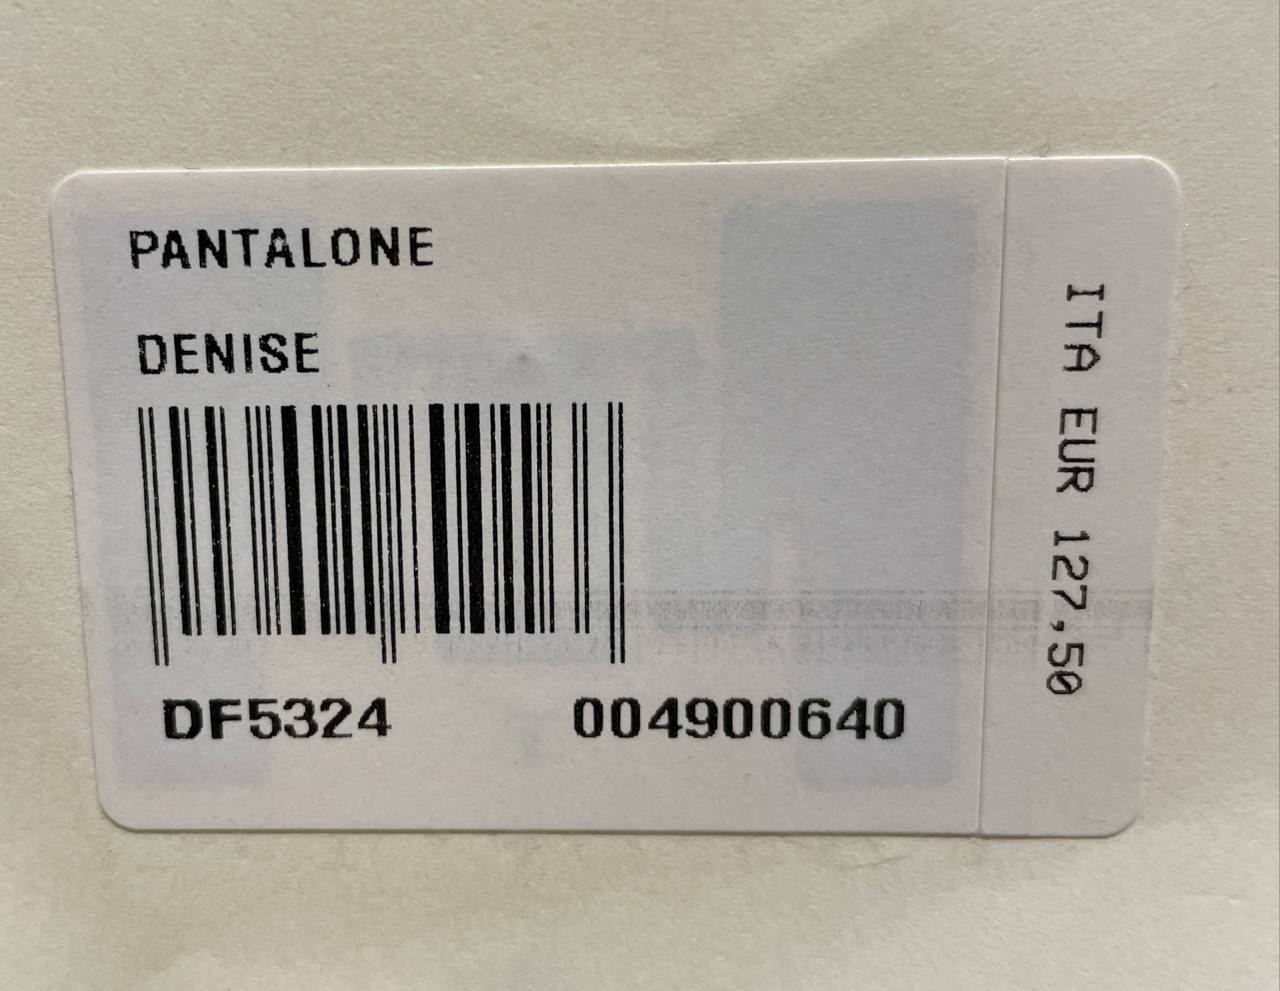 PANTALONE
DENISE
DF5324 004900640
ITA EUR 127,50